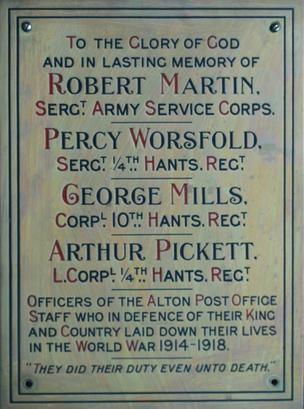 To the Glory of God
and in lasting memory of
Robert Martin,
Sergt. Army Service Corps.
Percy Worsfold,
Sergt. 1/4th. Hants. Regt.
George Mills,
Corpl. 10th. Hants. Regt.
Arthur Pickett,
L.Corpl. 1/4th. Hants. Regt.
Officers of the Alton Post Office
Staff who in defence of their King
and Country laid down their lives
in the World War 1914-1918.
"They did their duty even unto death."